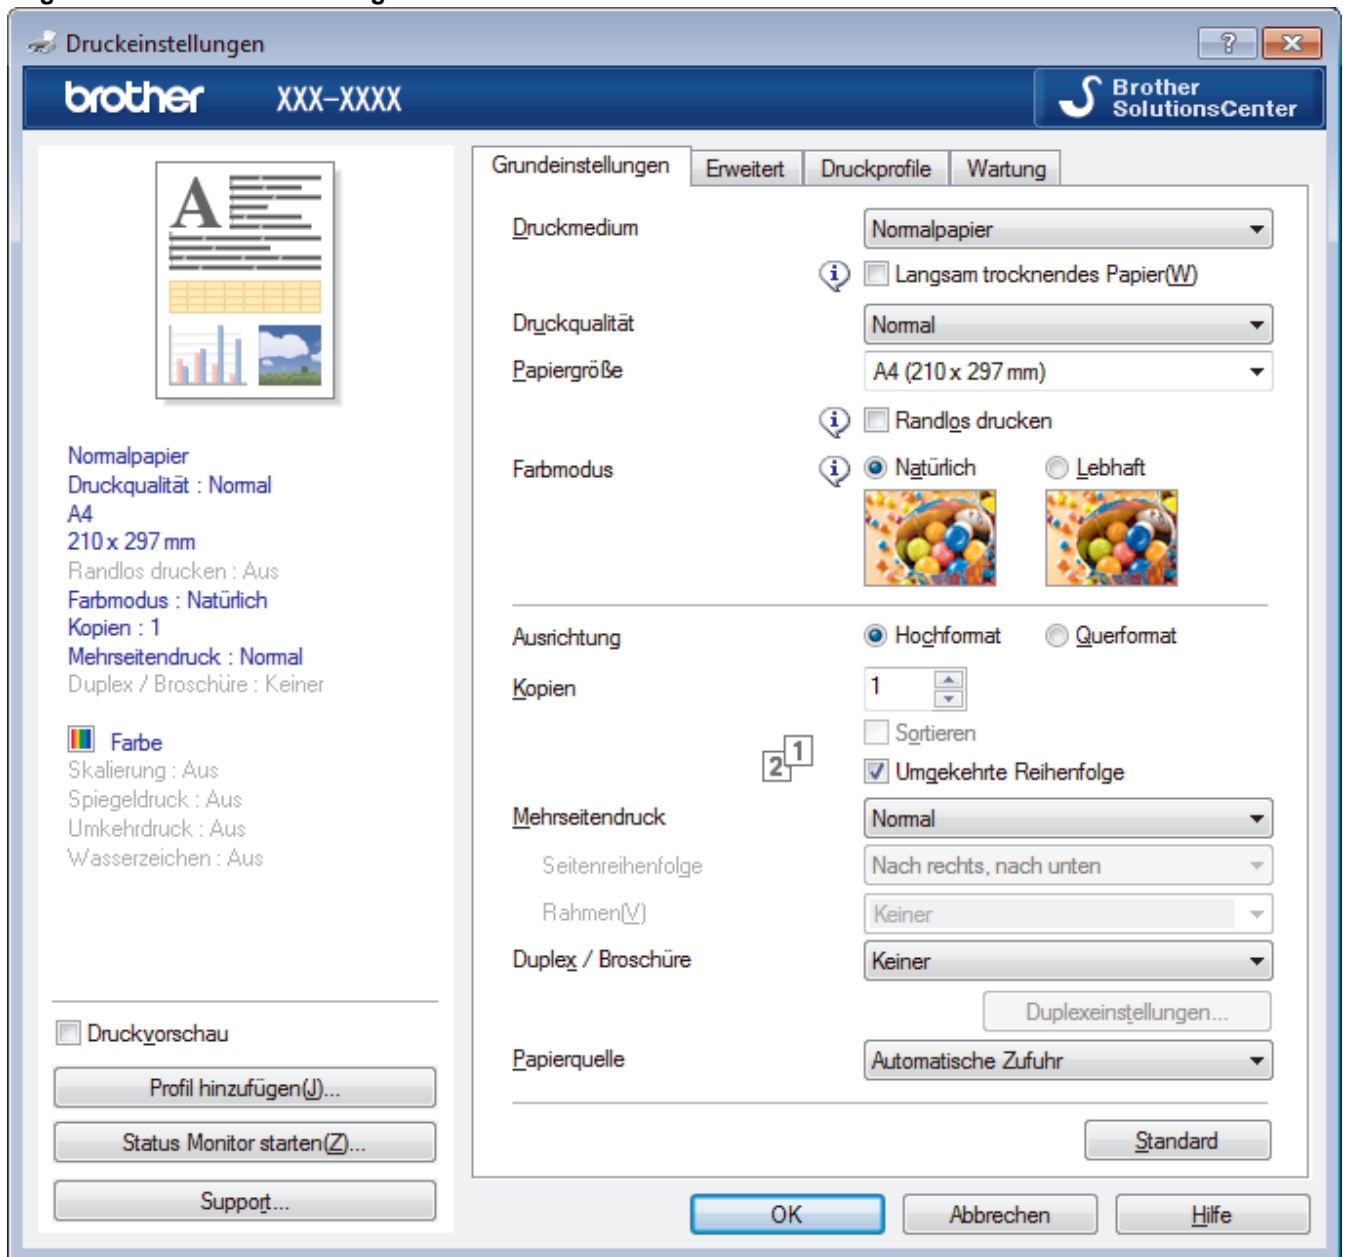 Druckeinstellungen
brother XXX-XXXX
Brother
SolutionsCenter
A
Normalpapier
Druckqualität : Normal
A4
210 x 297 mm
Randlos drucken : Aus
Farbmodus : Natürlich
Kopien : 1
Mehrseitendruck : Normal
Duplex / Broschüre : Keiner
Farbe
Skalierung : Aus
Spiegeldruck : Aus
Umkehrdruck : Aus
Wasserzeichen : Aus
Druckvorschau
Profil hinzufügen(J)...
Status Monitor starten(Z)...
Support...
Grundeinstellungen Erweitert Druckprofile Wartung
Druckmedium Normalpapier
Langsam trocknendes Papier(W)
Druckqualität Normal
Papiergröße A4 (210 x 297 mm)
Randlos drucken
Farbmodus Natürlich Lebhaft
Ausrichtung Hochformat Querformat
Kopien 1
Sortieren
2 1 Umgekehrte Reihenfolge
Mehrseitendruck Normal
Seitenreihenfolge Nach rechts, nach unten
Rahmen(V) Keiner
Duplex / Broschüre Keiner
Duplexeinstellungen...
Papierquelle Automatische Zufuhr
Standard
OK Abbrechen Hilfe